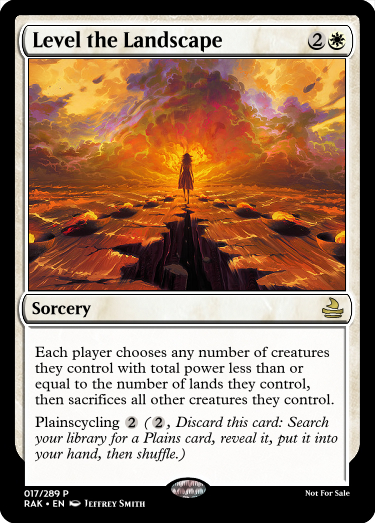 Level the Landscape 2
Sorcery
Each player chooses any number of creatures
they control with total power less than or
equal to the number of lands they control,
then sacrifices all other creatures they control.
Plainscycling 2 (2, Discard this card: Search
your library for a Plains card, reveal it, put it into
your hand, then shuffle.)
017/289 P Not For Sale
RAK • EN Jeffrey Smith